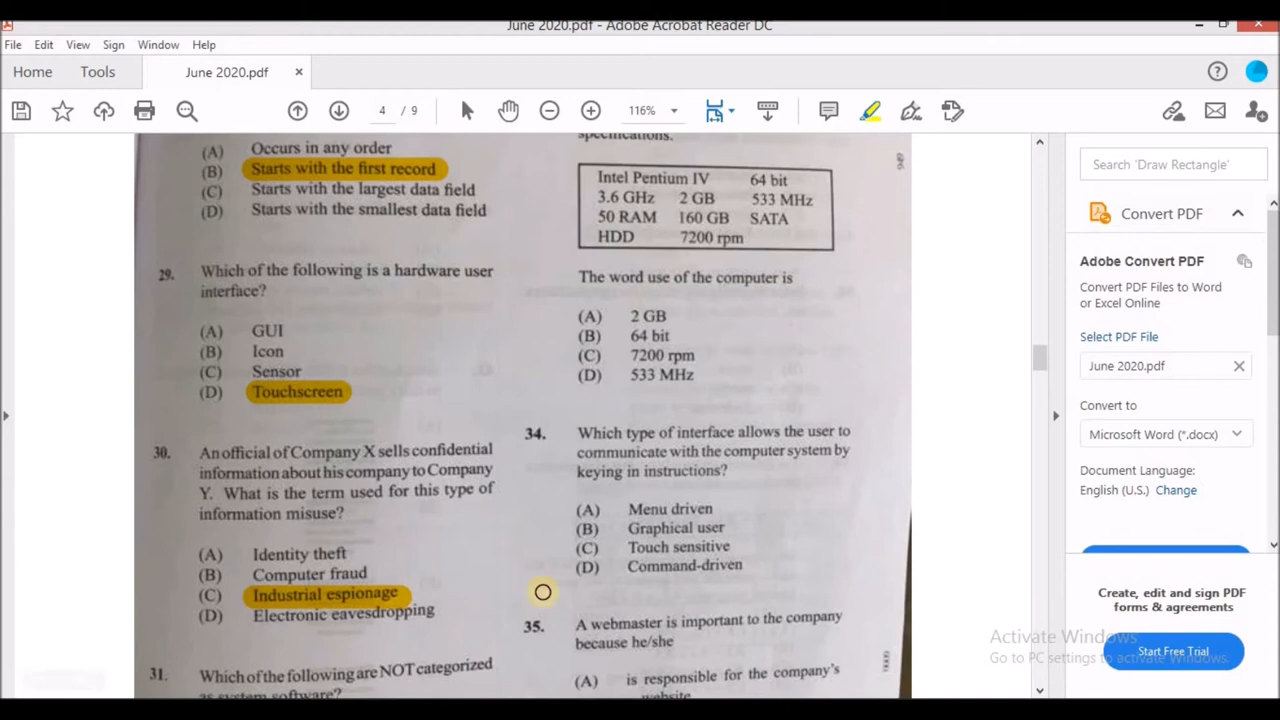 June 2020.pdf - Adobe Acrobat Reader DC
File Edit View Sign Window Help
Home Tools June 2020.pdf ×
4 / 9 116%
(A) Occurs in any order
(B) Starts with the first record
(C) Starts with the largest data field
(D) Starts with the smallest data field
29. Which of the following is a hardware user
interface?
(A) GUI
(B) Icon
(C) Sensor
(D) Touchscreen
30. An official of Company X sells confidential
information about his company to Company
Y. What is the term used for this type of
information misuse?
(A) Identity theft
(B) Computer fraud
(C) Industrial espionage
(D) Electronic eavesdropping
31. Which of the following are NOT categorized
as system software?
specifications.
Intel Pentium IV 64 bit
3.6 GHz 2 GB 533 MHz
50 RAM 160 GB SATA
HDD 7200 rpm
The word use of the computer is
(A) 2 GB
(B) 64 bit
(C) 7200 rpm
(D) 533 MHz
34. Which type of interface allows the user to
communicate with the computer system by
keying in instructions?
(A) Menu driven
(B) Graphical user
(C) Touch sensitive
(D) Command-driven
35. A webmaster is important to the company
because he/she
(A) is responsible for the company's
website
Search 'Draw Rectangle'
Convert PDF
Adobe Convert PDF
Convert PDF Files to Word
or Excel Online
Select PDF File
June 2020.pdf
Convert to
Microsoft Word (*.docx)
Document Language:
English (U.S.) Change
Create, edit and sign PDF
forms & agreements
Start Free Trial
Activate Windows
Go to PC settings to activate Windows.